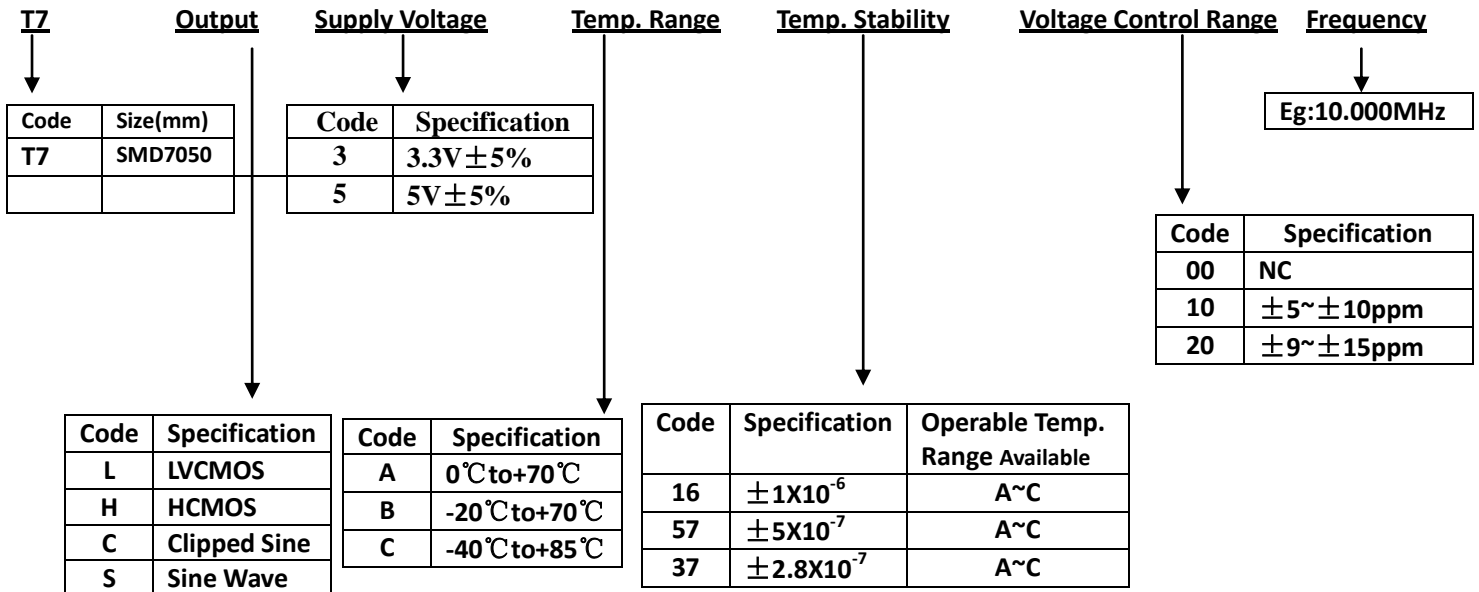 T7 Output Supply Voltage Temp. Range Temp. Stability Voltage Control Range Frequency
Code Size(mm)
T7 SMD7050
Code Specification
3 3.3V±5%
5 5V±5%
Eg:10.000MHz
Code Specification
00 NC
10 ±5~±10ppm
20 ±9~±15ppm
Code Specification
L LVCMOS
H HCMOS
C Clipped Sine
S Sine Wave
Code Specification
A 0℃to+70℃
B -20℃to+70℃
C -40℃to+85℃
Code Specification Operable Temp.
Range Available
16 ±1X10⁻⁶ A~C
57 ±5X10⁻⁷ A~C
37 ±2.8X10⁻⁷ A~C